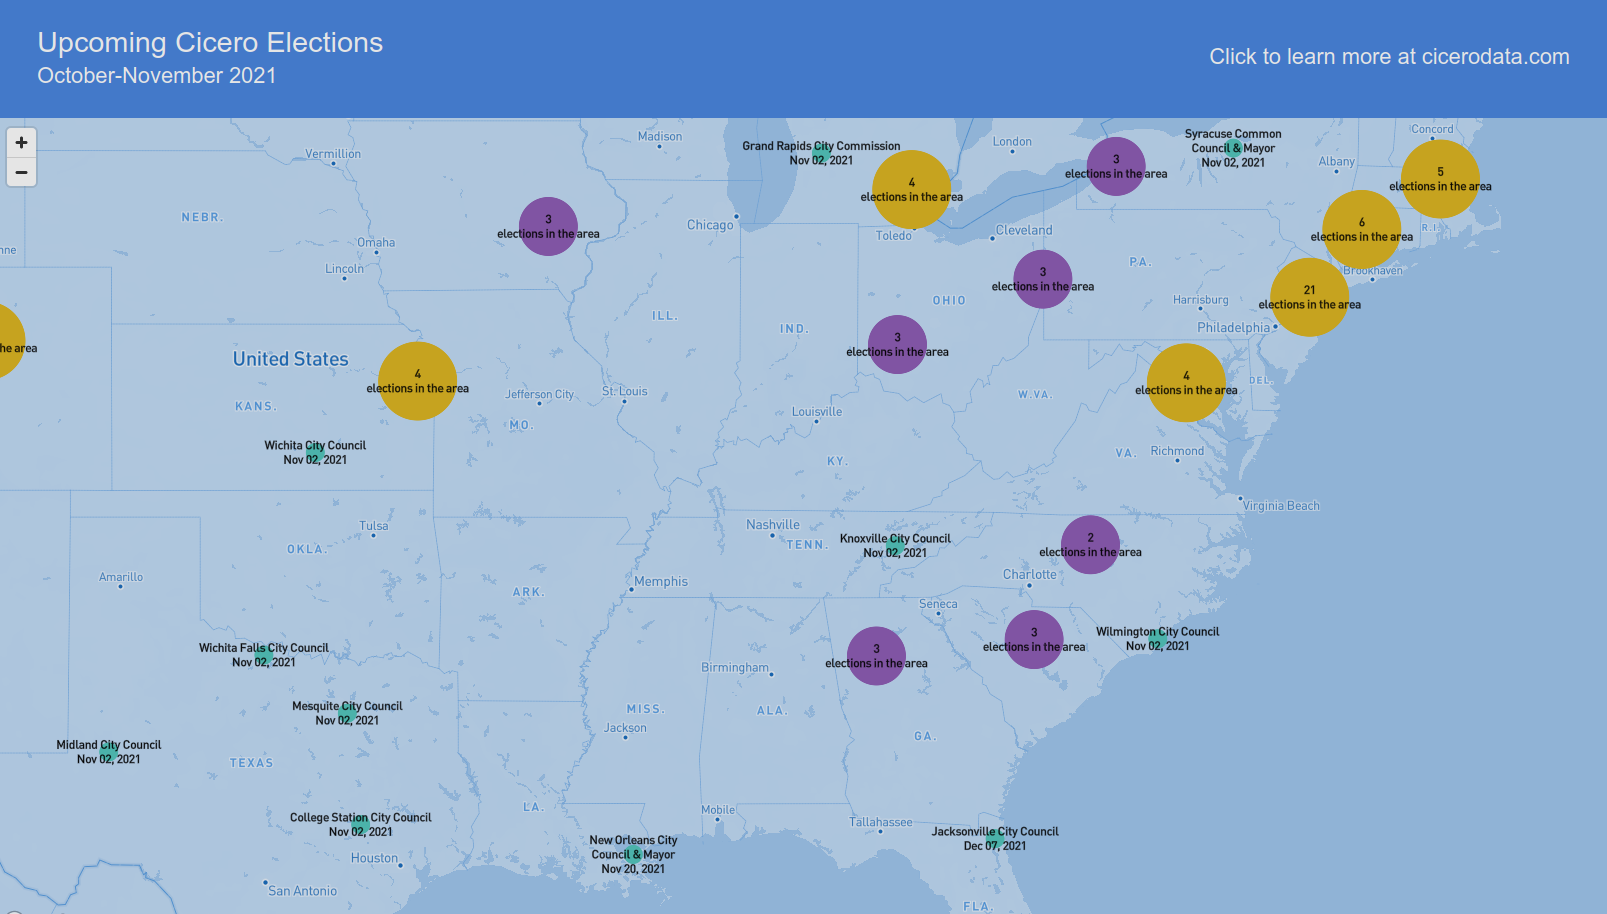 Upcoming Cicero Elections
October-November 2021
Click to learn more at cicerodata.com
+
−
Madison
Vermillion
Grand Rapids City Commission
Nov 02, 2021
London
Syracuse Common
Council & Mayor
Nov 02, 2021
Concord
Albany
3
elections in the area
4
elections in the area
5
elections in the area
NEBR.
3
elections in the area
Chicago
Toledo
Cleveland
6
elections in the area
R.I.
nne
Omaha
Lincoln
PA.
3
elections in the area
Brookhaven
21
elections in the area
Harrisburg
Philadelphia
OHIO
ILL.
IND.
3
elections in the area
he area
United States
4
elections in the area
KANS.
Jefferson City
St. Louis
MO.
Louisville
W.VA.
4
elections in the area
DEL.
Wichita City Council
Nov 02, 2021
KY.
VA.
Richmond
Virginia Beach
Tulsa
OKLA.
Nashville
TENN.
Knoxville City Council
Nov 02, 2021
2
elections in the area
Amarillo
Memphis
ARK.
Charlotte
Seneca
Wichita Falls City Council
Nov 02, 2021
3
elections in the area
3
elections in the area
Wilmington City Council
Nov 02, 2021
Birmingham
Mesquite City Council
Nov 02, 2021
MISS.
ALA.
Jackson
GA.
Midland City Council
Nov 02, 2021
TEXAS
College Station City Council
Nov 02, 2021
LA.
Mobile
Tallahassee
Jacksonville City Council
Dec 07, 2021
New Orleans City
Council & Mayor
Nov 20, 2021
Houston
San Antonio
FLA.